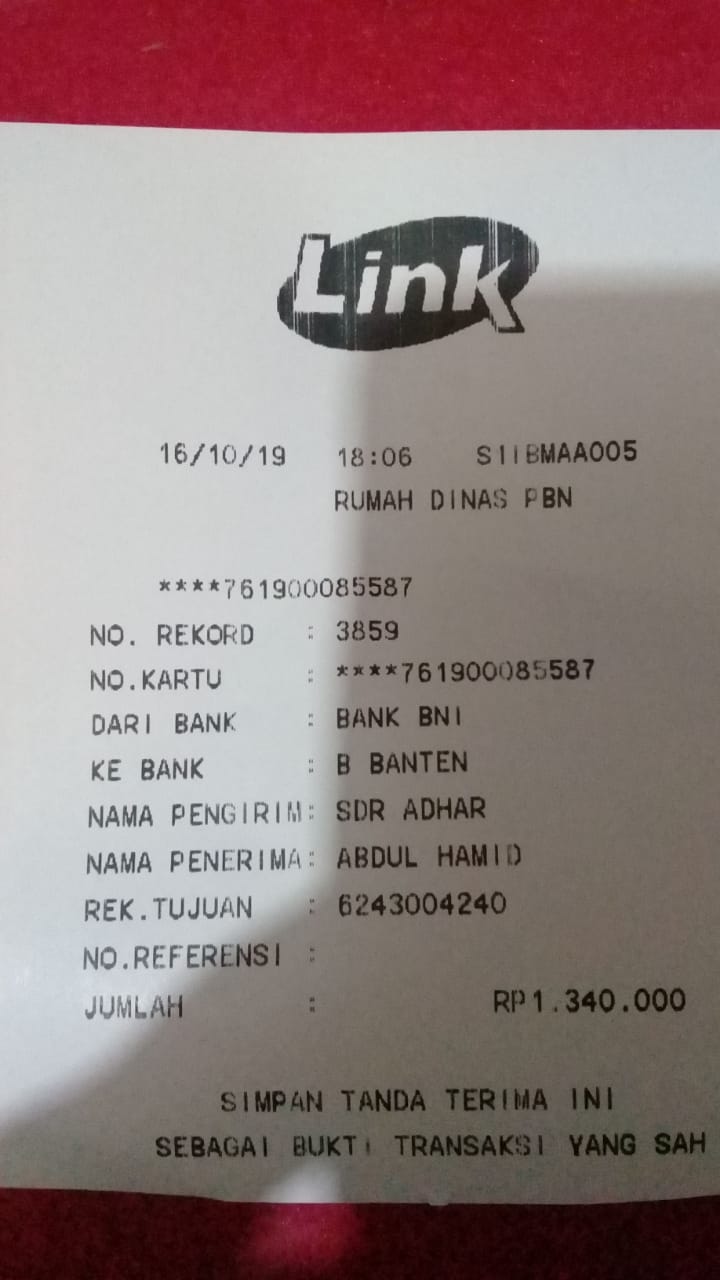 Link
16/10/19 18:06 S1IBMAA005
RUMAH DINAS PBN
****761900085587
NO. REKORD : 3859
NO.KARTU : ****761900085587
DARI BANK : BANK BNI
KE BANK : B BANTEN
NAMA PENGIRIM: SDR ADHAR
NAMA PENERIMA: ABDUL HAMID
REK.TUJUAN : 6243004240
NO.REFERENSI :
JUMLAH : RP1.340.000
SIMPAN TANDA TERIMA INI
SEBAGAI BUKTI TRANSAKSI YANG SAH